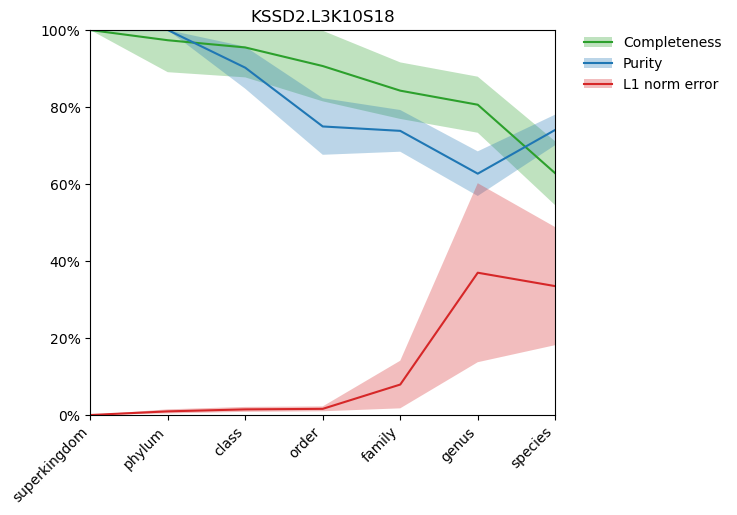 KSSD2.L3K10S18
100%
80%
60%
40%
20%
0%
superkingdom
phylum
class
order
family
genus
species
Completeness
Purity
L1 norm error